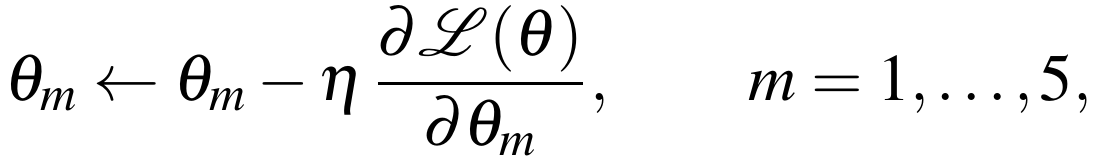 θ_m ← θ_m − η ∂ℒ(θ)/∂θ_m, m = 1,…,5,